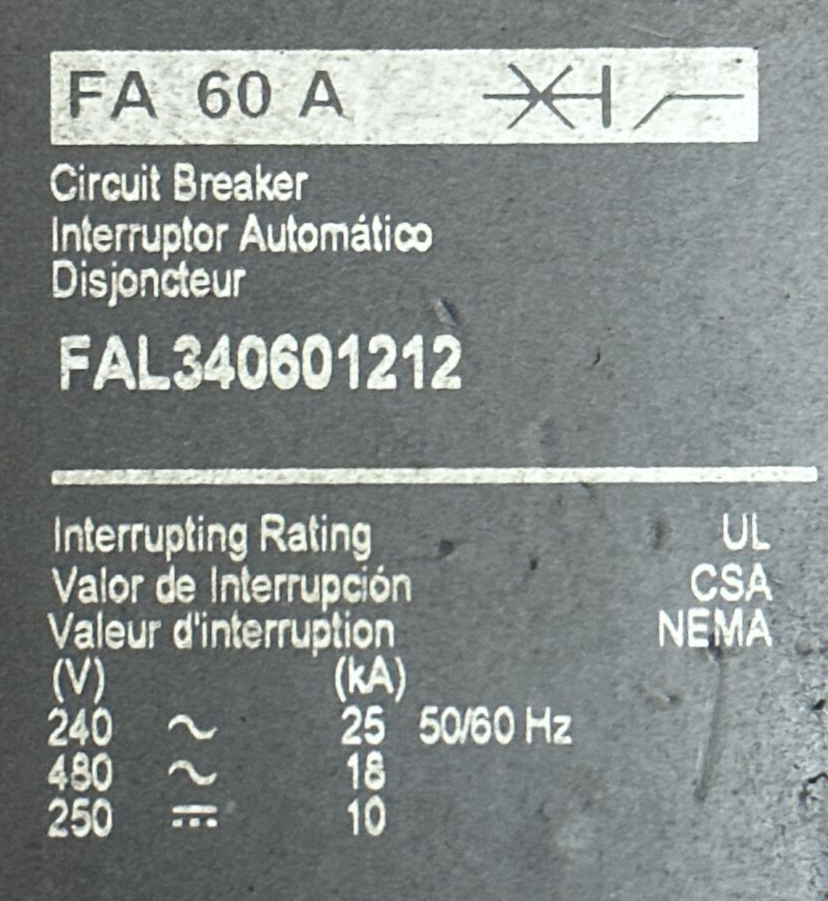 FA 60 A
Circuit Breaker
Interruptor Automático
Disjoncteur
FAL340601212
Interrupting Rating UL
Valor de Interrupción CSA
Valeur d'interruption NEMA
(V) (kA)
240 ~ 25 50/60 Hz
480 ~ 18
250 ⎓ 10